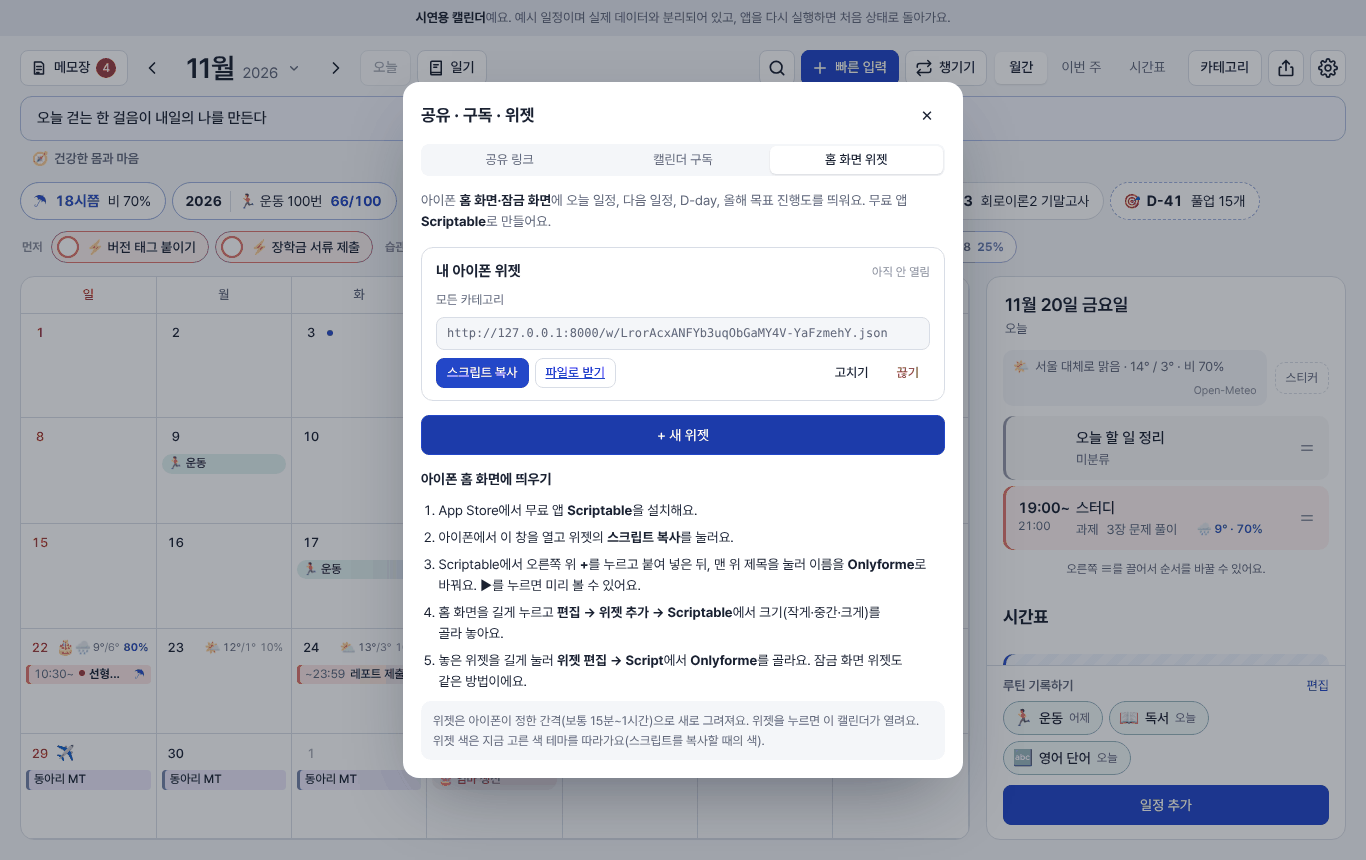 시연용 캘린더예요. 예시 일정이며 실제 데이터와 분리되어 있고, 앱을 다시 실행하면 처음 상태로 돌아가요.
메모장 4
11월 2026
오늘
일기
빠른 입력
챙기기
월간
이번 주
시간표
카테고리
오늘 걷는 한 걸음이 내일의 나를 만든다
건강한 몸과 마음
18시쯤 비 70%
2026 운동 100번 66/100
3 회로이론2 기말고사
D-41 풀업 15개
먼저
버전 태그 붙이기
장학금 서류 제출
습관
8 25%
공유 · 구독 · 위젯
공유 링크
캘린더 구독
홈 화면 위젯
아이폰 홈 화면·잠금 화면에 오늘 일정, 다음 일정, D-day, 올해 목표 진행도를 띄워요. 무료 앱
Scriptable로 만들어요.
내 아이폰 위젯
아직 안 열림
모든 카테고리
http://127.0.0.1:8000/w/LrorAcxANFYb3uqObGaMY4V-YaFzmehY.json
스크립트 복사
파일로 받기
고치기
끊기
+ 새 위젯
아이폰 홈 화면에 띄우기
1. App Store에서 무료 앱 Scriptable을 설치해요.
2. 아이폰에서 이 창을 열고 위젯의 스크립트 복사를 눌러요.
3. Scriptable에서 오른쪽 위 +를 누르고 붙여 넣은 뒤, 맨 위 제목을 눌러 이름을 Onlyforme로
바꿔요. ▶를 누르면 미리 볼 수 있어요.
4. 홈 화면을 길게 누르고 편집 → 위젯 추가 → Scriptable에서 크기(작게·중간·크게)를
골라 놓아요.
5. 놓은 위젯을 길게 눌러 위젯 편집 → Script에서 Onlyforme를 골라요. 잠금 화면 위젯도
같은 방법이에요.
위젯은 아이폰이 정한 간격(보통 15분~1시간)으로 새로 그려져요. 위젯을 누르면 이 캘린더가 열려요.
위젯 색은 지금 고른 색 테마를 따라가요(스크립트를 복사할 때의 색).
일 월 화
1 2 3
8 9 10
운동
15 16 17
운동
22 9°/6° 80%
23 12°/1° 10%
24 13°/3°
10:30~ 선형...
~23:59 레포트 제출
29 30 1
동아리 MT
동아리 MT
동아리 MT
11월 20일 금요일
오늘
서울 대체로 맑음 · 14° / 3° · 비 70%
Open-Meteo
스티커
오늘 할 일 정리
미분류
19:00~ 스터디
21:00 과제 3장 문제 풀이 9° · 70%
오른쪽 ≡를 끌어서 순서를 바꿀 수 있어요.
시간표
루틴 기록하기
편집
운동 어제
독서 오늘
영어 단어 오늘
일정 추가